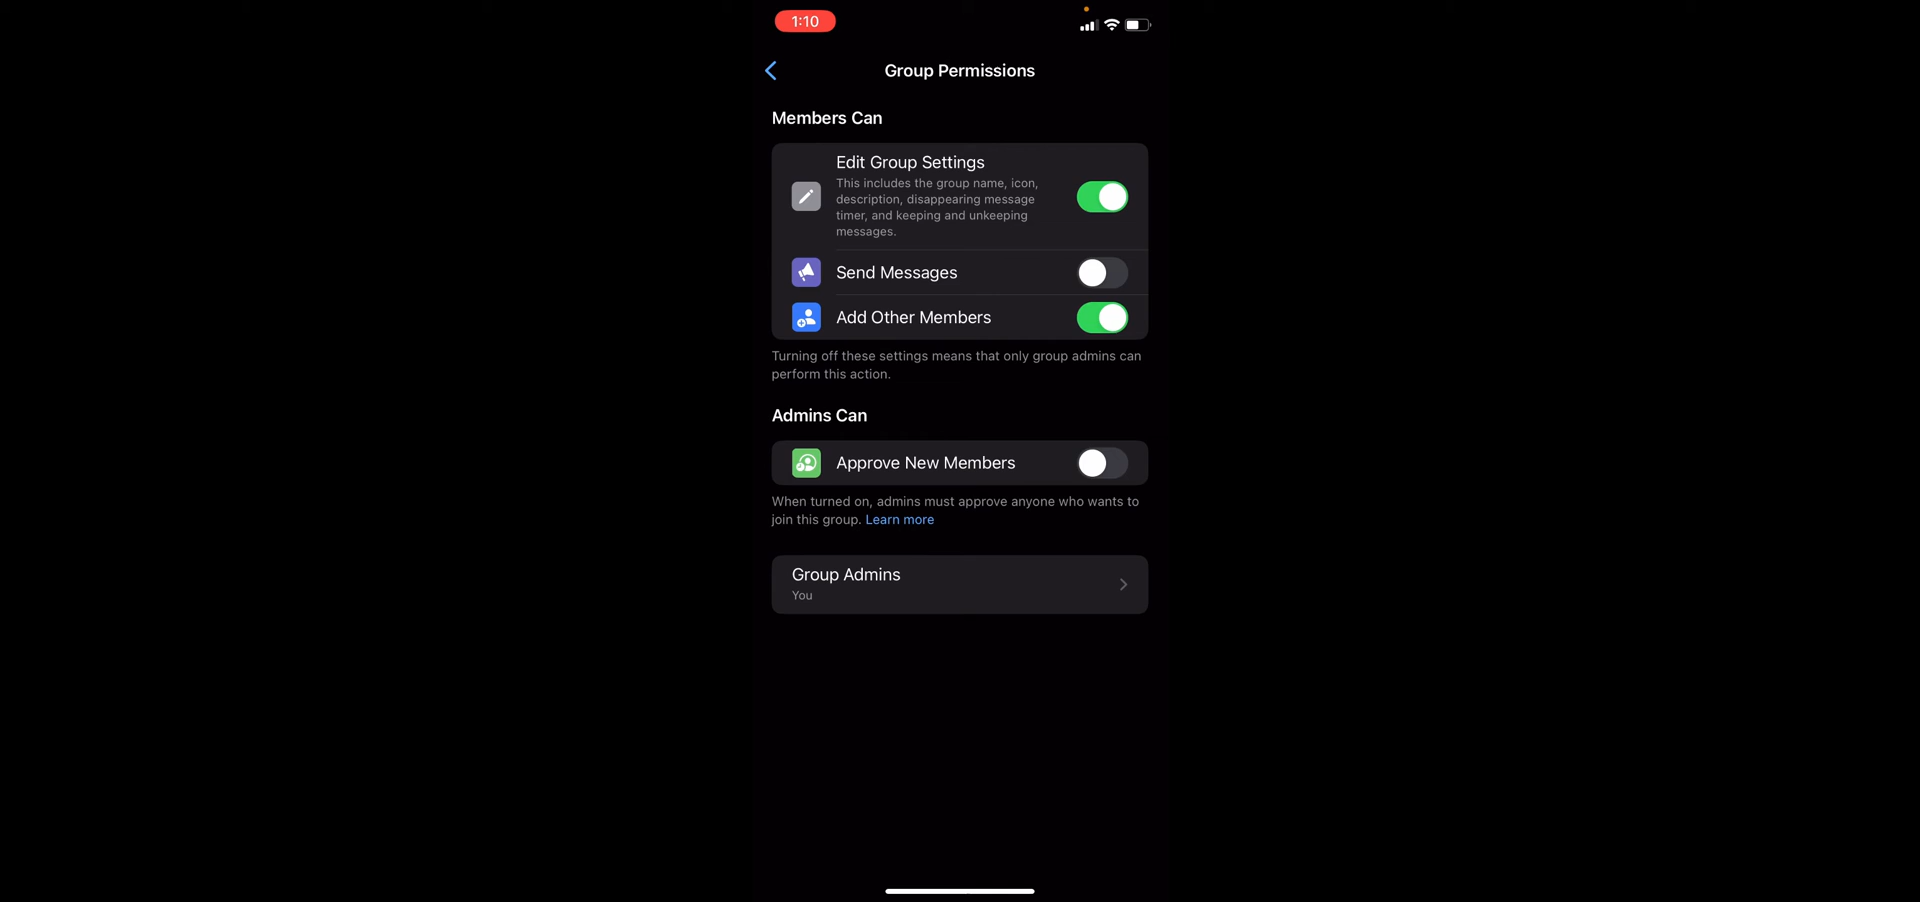 1:10
Group Permissions
Members Can
Edit Group Settings
This includes the group name, icon,
description, disappearing message
timer, and keeping and unkeeping
messages.
Send Messages
Add Other Members
Turning off these settings means that only group admins can
perform this action.
Admins Can
Approve New Members
When turned on, admins must approve anyone who wants to
join this group. Learn more
Group Admins
You